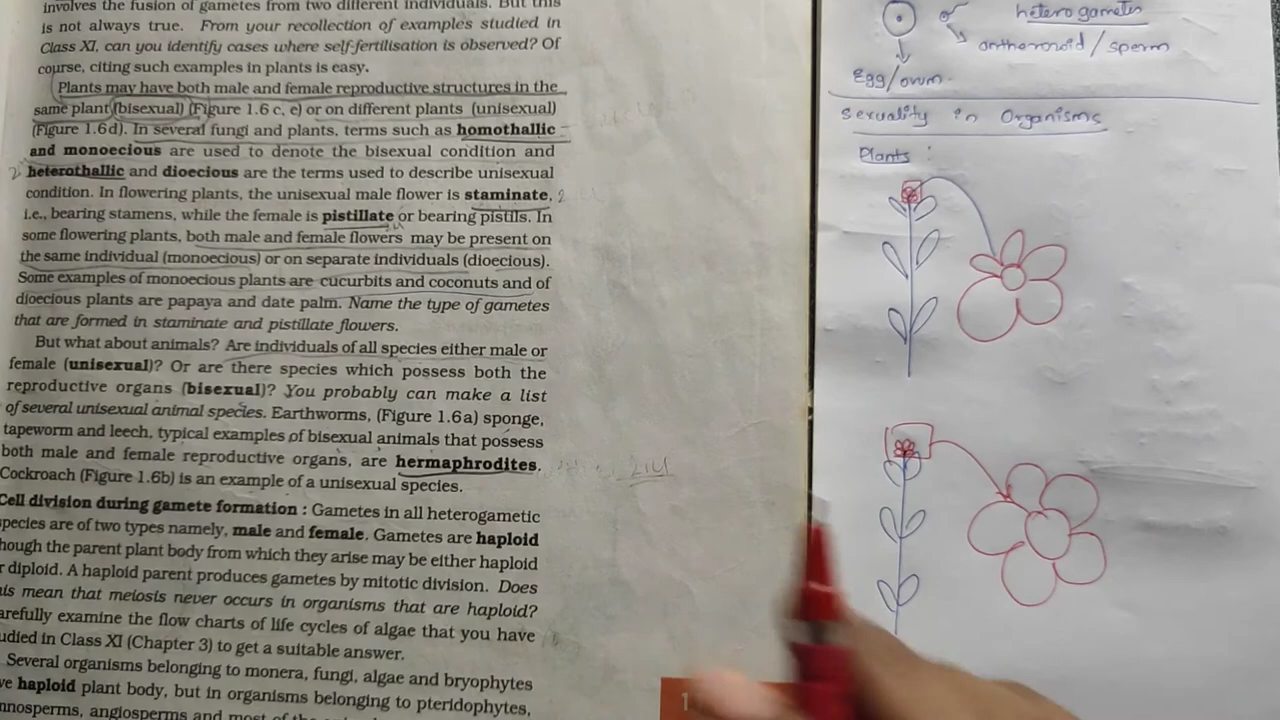 involves the fusion of gametes from two different individuals. But this
is not always true. From your recollection of examples studied in
Class XI, can you identify cases where self-fertilisation is observed? Of
course, citing such examples in plants is easy.
Plants may have both male and female reproductive structures in the
same plant (bisexual) (Figure 1.6 c, e) or on different plants (unisexual)
(Figure 1.6d). In several fungi and plants, terms such as homothallic
and monoecious are used to denote the bisexual condition and
heterothallic and dioecious are the terms used to describe unisexual
condition. In flowering plants, the unisexual male flower is staminate,
i.e., bearing stamens, while the female is pistillate or bearing pistils. In
some flowering plants, both male and female flowers may be present on
the same individual (monoecious) or on separate individuals (dioecious).
Some examples of monoecious plants are cucurbits and coconuts and of
dioecious plants are papaya and date palm. Name the type of gametes
that are formed in staminate and pistillate flowers.
But what about animals? Are individuals of all species either male or
female (unisexual)? Or are there species which possess both the
reproductive organs (bisexual)? You probably can make a list
of several unisexual animal species. Earthworms, (Figure 1.6a) sponge,
tapeworm and leech, typical examples of bisexual animals that possess
both male and female reproductive organs, are hermaphrodites.
Cockroach (Figure 1.6b) is an example of a unisexual species.
Cell division during gamete formation : Gametes in all heterogametic
species are of two types namely, male and female. Gametes are haploid
hough the parent plant body from which they arise may be either haploid
r diploid. A haploid parent produces gametes by mitotic division. Does
is mean that meiosis never occurs in organisms that are haploid?
arefully examine the flow charts of life cycles of algae that you have
udied in Class XI (Chapter 3) to get a suitable answer.
Several organisms belonging to monera, fungi, algae and bryophytes
ve haploid plant body, but in organisms belonging to pteridophytes,
nnosperms, angiosperms and most of the
1
heterogametes
antherozoid / sperm
Egg/ovum.
Sexuality in Organisms
Plants :